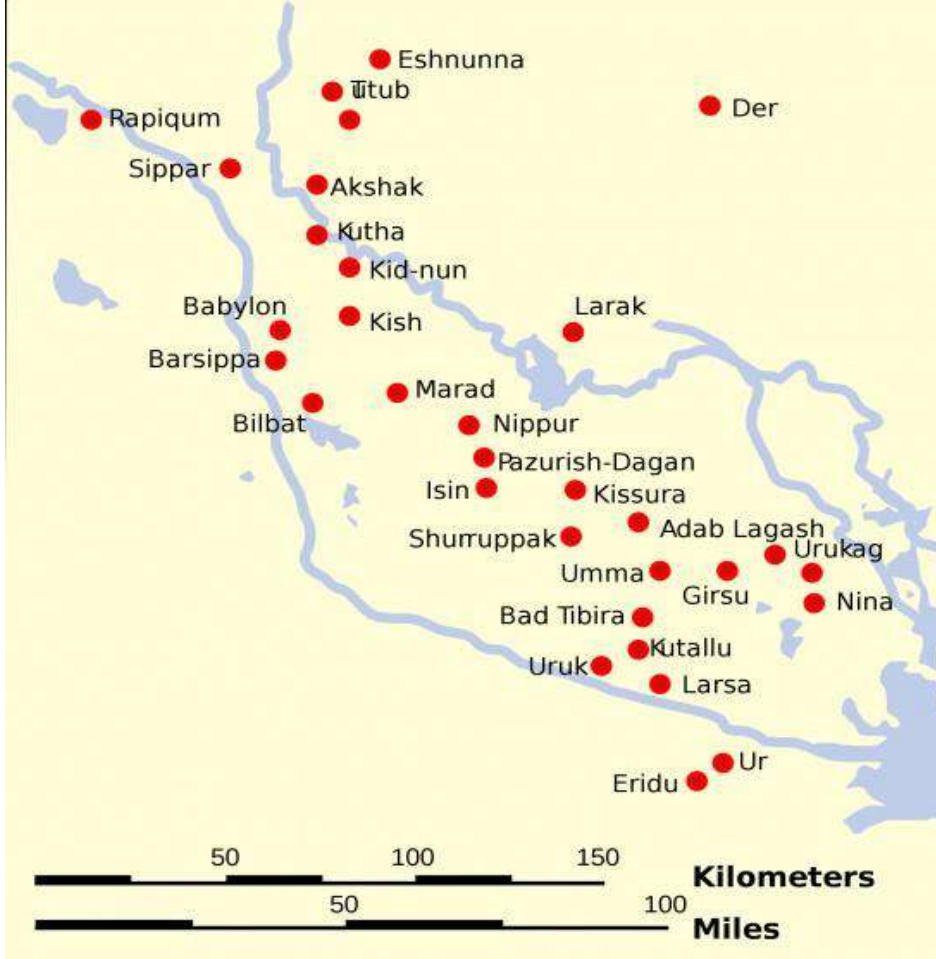 Eshnunna
Tutub
Der
Rapiqum
Sippar
Akshak
Kutha
Kid-nun
Larak
Babylon
Kish
Barsippa
Marad
Bilbat
Nippur
Pazurish-Dagan
Isin
Kissura
Adab Lagash
Shurruppak
Urukag
Umma
Girsu
Nina
Bad Tibira
Kutallu
Uruk
Larsa
Ur
Eridu
50 100 150
Kilometers
50 100
Miles